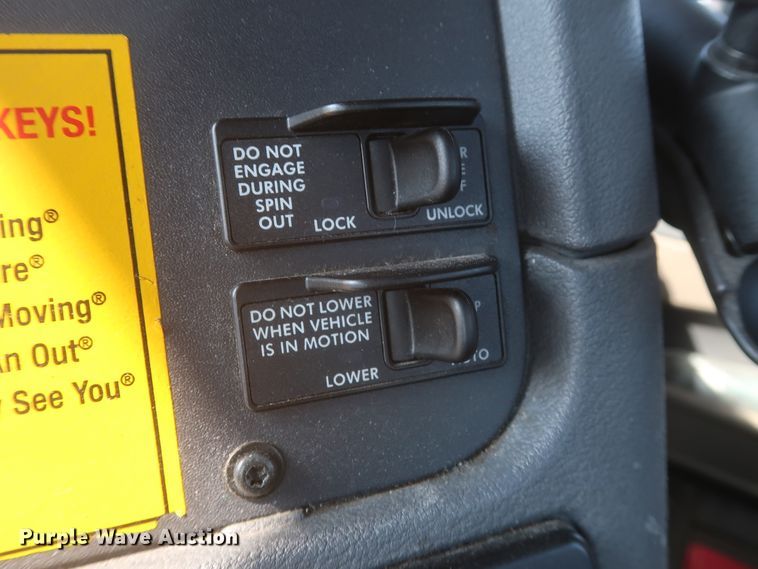 KEYS!
ing®
re®
Moving®
An Out®
See You®
DO NOT
ENGAGE
DURING
SPIN
OUT
LOCK
UNLOCK
DO NOT LOWER
WHEN VEHICLE
IS IN MOTION
LOWER
Purple Wave Auction